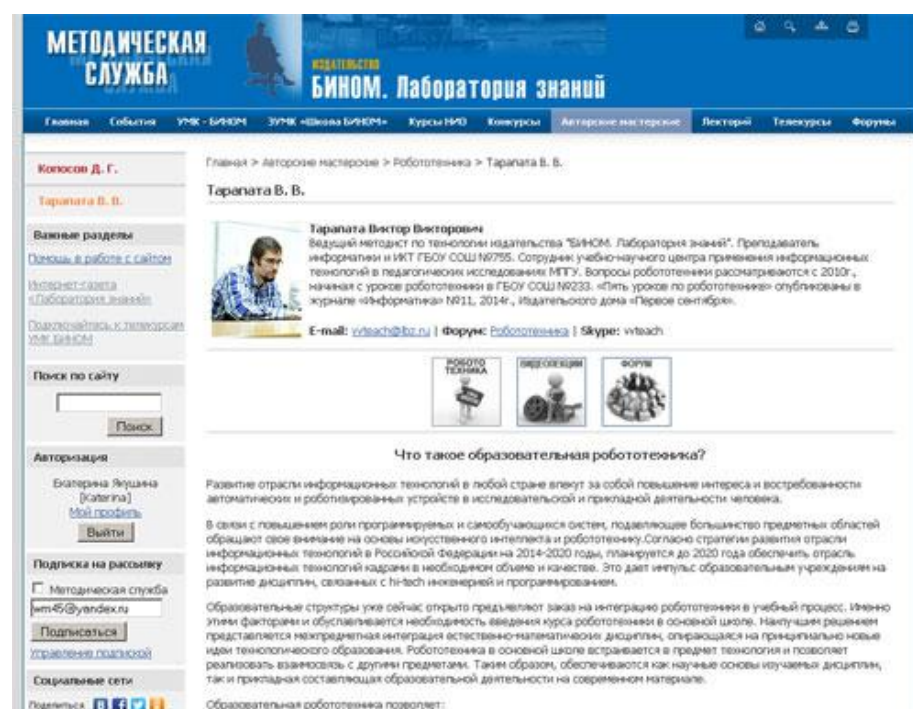 МЕТОДИЧЕСКАЯ
СЛУЖБА
ИЗДАТЕЛЬСТВО
БИНОМ. Лаборатория знаний
Главная События УМК - БИНОМ ЭУМК «Школа БИНОМ» Курсы НИО Конкурсы Авторские мастерские Лекторий Телекурсы Форумы
Копосов Д. Г.
Тарапата В. В.
Важные разделы
Помощь в работе с сайтом
Интернет-газета
«Лаборатория знаний»
Подключайтесь к телекурсам
УМК БИНОМ
Поиск по сайту
Поиск
Авторизация
Екатерина Якушина
[Katerina]
Мой профиль
Выйти
Подписка на рассылку
Методическая служба
wm45@yandex.ru
Подписаться
Управление подпиской
Социальные сети
Поделиться
Главная > Авторские мастерские > Робототехника > Тарапата В. В.
Тарапата В. В.
Тарапата Виктор Викторович
Ведущий методист по технологии издательства "БИНОМ. Лаборатория знаний". Преподаватель
информатики и ИКТ ГБОУ СОШ №755. Сотрудник учебно-научного центра применения информационных
технологий в педагогических исследованиях МПГУ. Вопросы робототехники рассматриваются с 2010г.,
начиная с уроков робототехники в ГБОУ СОШ №233. «Пять уроков по робототехнике» опубликованы в
журнале «Информатика» №11, 2014г., Издательского дома «Первое сентября».
E-mail: vvteach@lbz.ru | Форум: Робототехника | Skype: vvteach
РОБОТО
ТЕХНИКА
ВИДЕОЛЕКЦИИ
ФОРУМ
Что такое образовательная робототехника?
Развитие отрасли информационных технологий в любой стране влекут за собой повышение интереса и востребованности
автоматических и роботизированных устройств в исследовательской и прикладной деятельности человека.
В связи с повышением роли программируемых и самообучающихся систем, подавляющее большинство предметных областей
обращают свое внимание на основы искусственного интеллекта и робототехнику.Согласно стратегии развития отрасли
информационных технологий в Российской Федерации на 2014-2020 годы, планируется до 2020 года обеспечить отрасль
информационных технологий кадрами в необходимом объеме и качестве. Это дает импульс образовательным учреждениям на
развитие дисциплин, связанных с hi-tech инженерией и программированием.
Образовательные структуры уже сейчас открыто предъявляют заказ на интеграцию робототехники в учебный процесс. Именно
этими факторами и обуславливается необходимость введения курса робототехники в основной школе. Наилучшим решением
представляется межпредметная интеграция естественно-математических дисциплин, опирающаяся на принципиально новые
идеи технологического образования. Робототехника в основной школе встраивается в предмет технология и позволяет
реализовать взаимосвязь с другими предметами. Таким образом, обеспечиваются как научные основы изучаемых дисциплин,
так и прикладная составляющая образовательной деятельности на современном материале.
Образовательная робототехника позволяет: